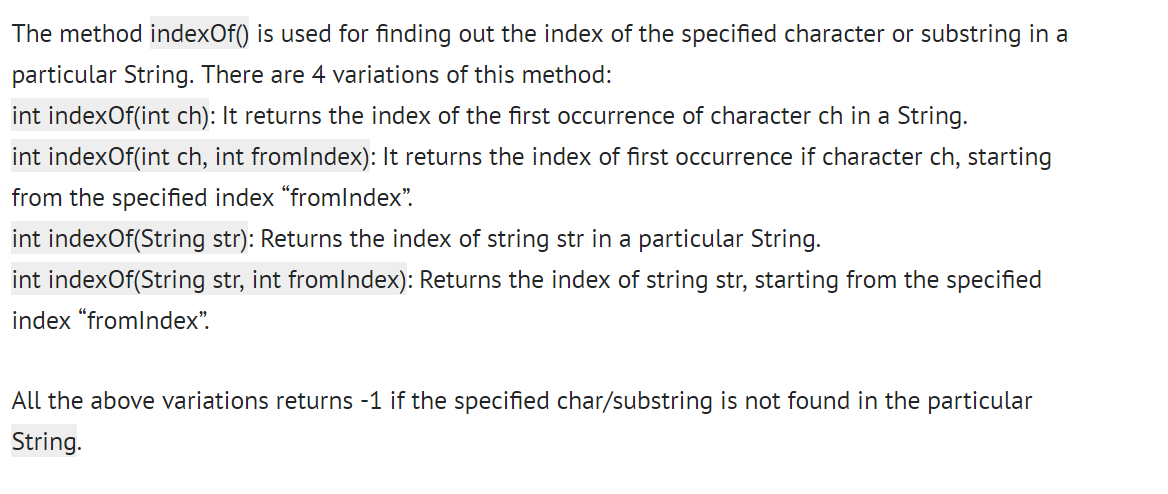 The method indexOf() is used for finding out the index of the specified character or substring in a
particular String. There are 4 variations of this method:
int indexOf(int ch): It returns the index of the first occurrence of character ch in a String.
int indexOf(int ch, int fromIndex): It returns the index of first occurrence if character ch, starting
from the specified index “fromIndex”.
int indexOf(String str): Returns the index of string str in a particular String.
int indexOf(String str, int fromIndex): Returns the index of string str, starting from the specified
index “fromIndex”.
All the above variations returns -1 if the specified char/substring is not found in the particular
String.